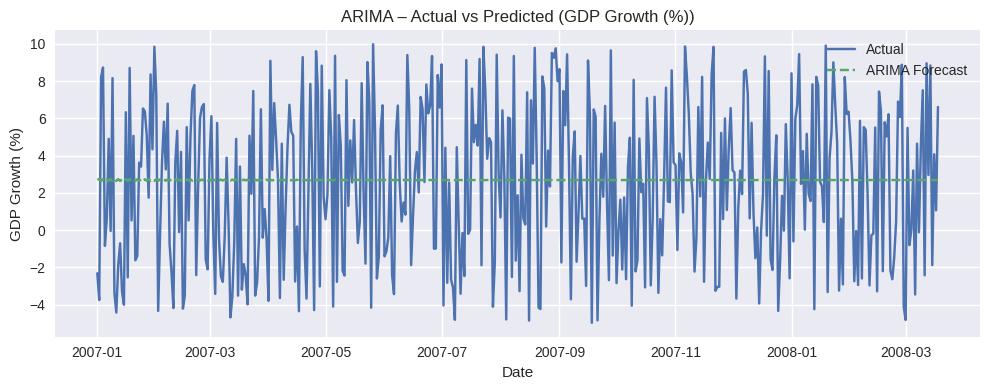 ARIMA – Actual vs Predicted (GDP Growth (%))
Actual
ARIMA Forecast
GDP Growth (%)
10
8
6
4
2
0
−2
−4
2007-01 2007-03 2007-05 2007-07 2007-09 2007-11 2008-01 2008-03
Date